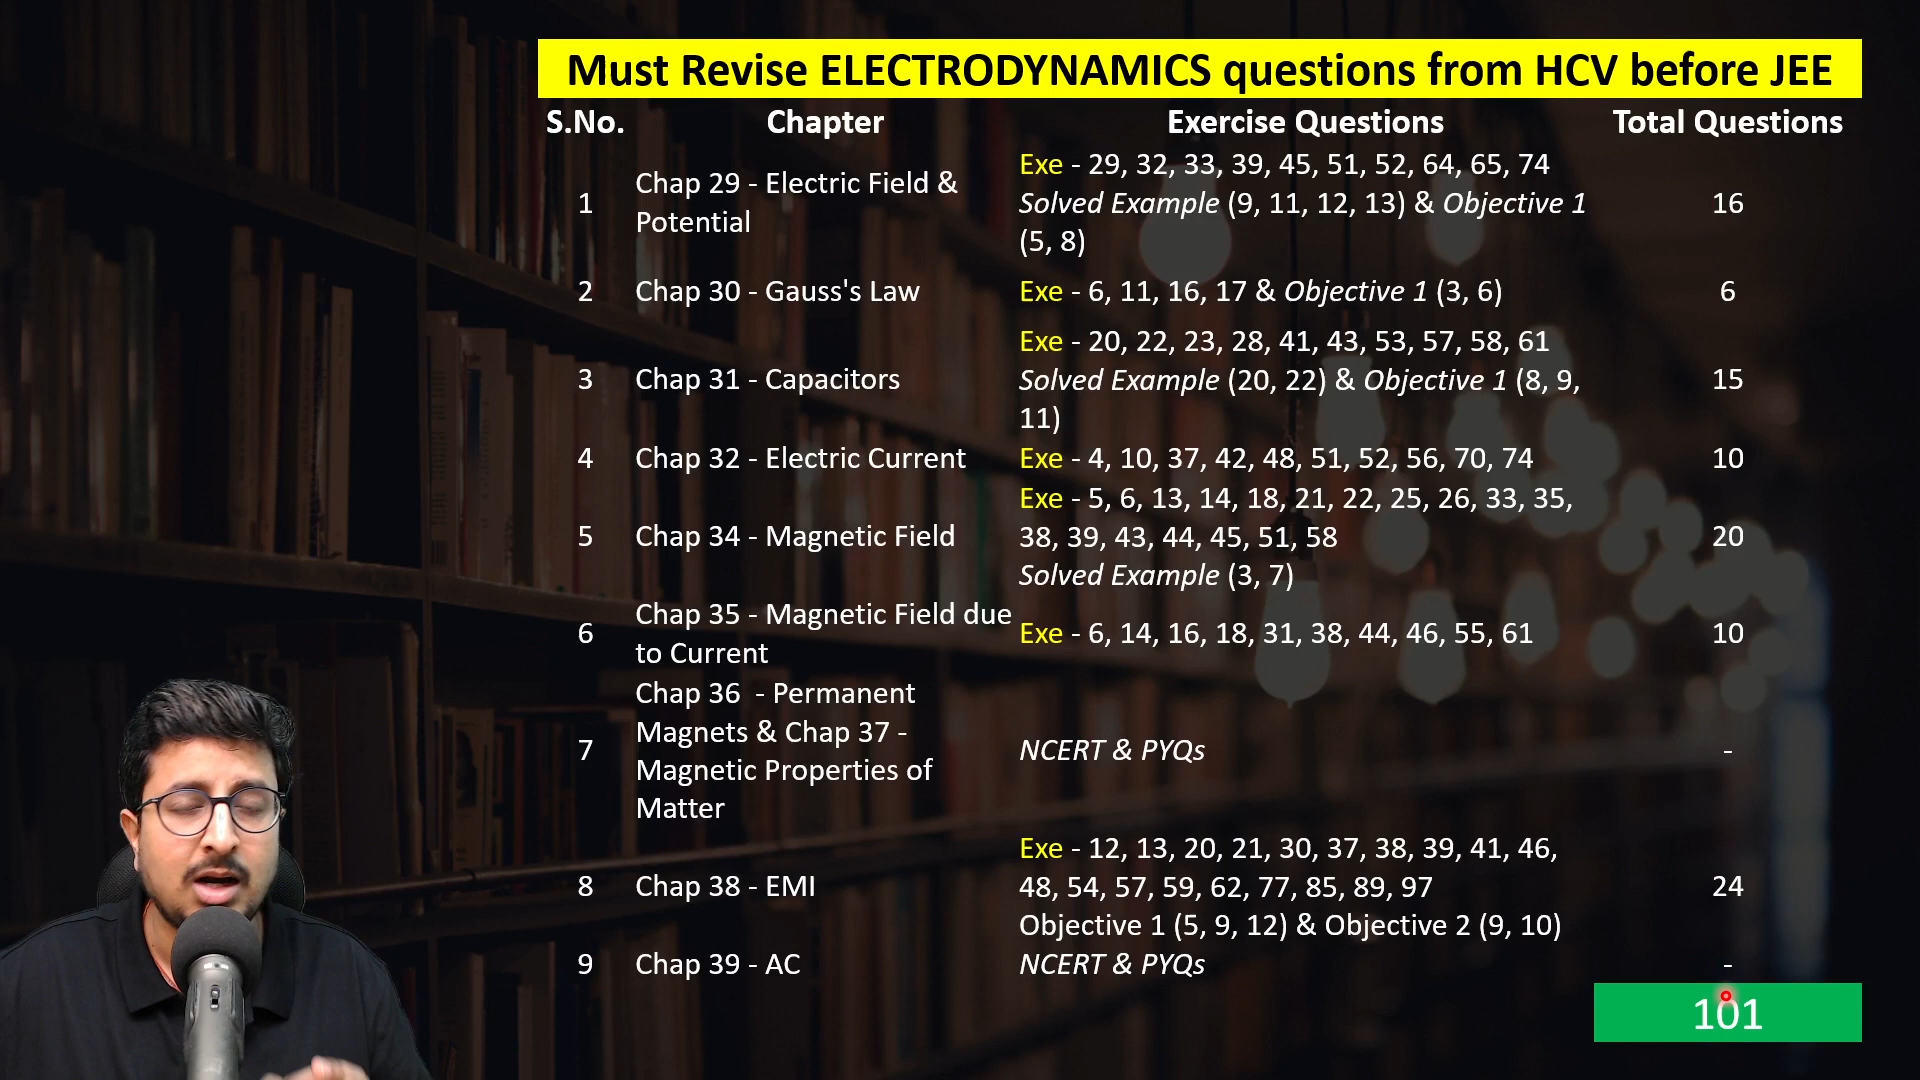 Must Revise ELECTRODYNAMICS questions from HCV before JEE
S.No. Chapter Exercise Questions Total Questions
1 Chap 29 - Electric Field & Potential Exe - 29, 32, 33, 39, 45, 51, 52, 64, 65, 74
Solved Example (9, 11, 12, 13) & Objective 1
(5, 8) 16
2 Chap 30 - Gauss's Law Exe - 6, 11, 16, 17 & Objective 1 (3, 6) 6
3 Chap 31 - Capacitors Exe - 20, 22, 23, 28, 41, 43, 53, 57, 58, 61
Solved Example (20, 22) & Objective 1 (8, 9,
11) 15
4 Chap 32 - Electric Current Exe - 4, 10, 37, 42, 48, 51, 52, 56, 70, 74 10
5 Chap 34 - Magnetic Field Exe - 5, 6, 13, 14, 18, 21, 22, 25, 26, 33, 35,
38, 39, 43, 44, 45, 51, 58
Solved Example (3, 7) 20
6 Chap 35 - Magnetic Field due
to Current Exe - 6, 14, 16, 18, 31, 38, 44, 46, 55, 61 10
7 Chap 36 - Permanent
Magnets & Chap 37 -
Magnetic Properties of
Matter NCERT & PYQs -
8 Chap 38 - EMI Exe - 12, 13, 20, 21, 30, 37, 38, 39, 41, 46,
48, 54, 57, 59, 62, 77, 85, 89, 97
Objective 1 (5, 9, 12) & Objective 2 (9, 10) 24
9 Chap 39 - AC NCERT & PYQs -
101